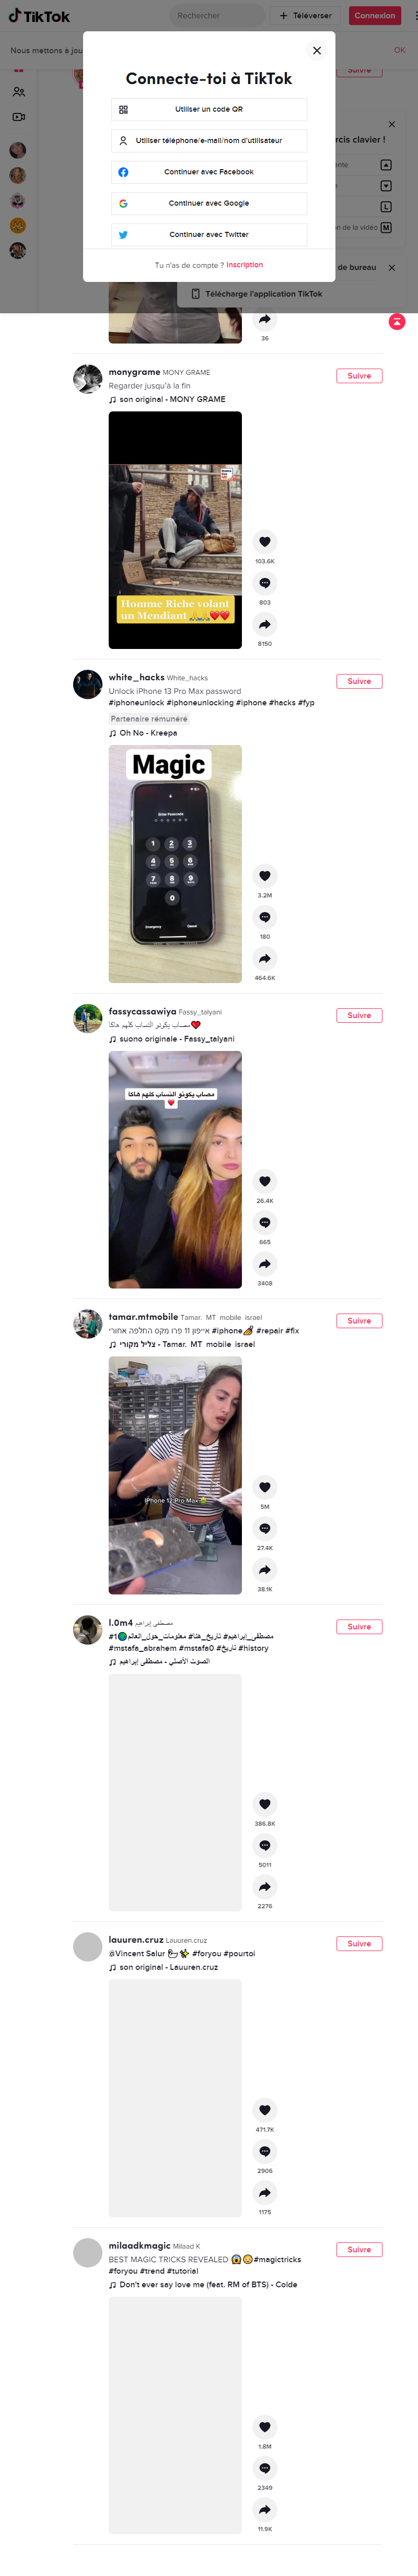 TikTok
Rechercher
Téléverser
Connexion
Nous mettons à jou
OK
Connecte-toi à TikTok
Utiliser un code QR
Utiliser téléphone/e-mail/nom d'utilisateur
Continuer avec Facebook
Continuer avec Google
Continuer avec Twitter
Tu n'as de compte ? Inscription
Suivre
rcis clavier !
L
on de la vidéo M
de bureau
Télécharge l'application TikTok
36
monygrame MONY GRAME
Suivre
Regarder jusqu'à la fin
son original - MONY GRAME
Homme Riche volant
un Mendiant🙏🙏❤️❤️
103.6K
803
8150
white_hacks White_hacks
Suivre
Unlock iPhone 13 Pro Max password
#iphoneunlock #iphoneunlocking #iphone #hacks #fyp
Partenaire rémunéré
Oh No - Kreepa
Magic
Enter Passcode
1 2 3
4 5 6
7 8 9
0
Emergency Cancel
3.2M
180
464.6K
fassycassawiya Fassy_talyani
Suivre
مصاب يكونو النساب كلهم هاكا❤️
suono originale - Fassy_talyani
مصاب يكونو النساب كلهم هاكا
26.4K
665
3408
tamar.mtmobile Tamar. MT mobile israel
Suivre
אייפון 11 פרו מקס החלפה אחורי #iphone #repair #fix
צליל מקורי - Tamar. MT mobile israel
iPhone 12 Pro Max
5M
27.4K
38.1K
l.0m4 مصطفى إبراهيم
Suivre
#مصطفى_إبراهيم #تاريخ_هنا #معلومات_حول_العالم🌍1
#mstafa_abrahem #mstafa0 #تاريخ #history
الصوت الأصلي - مصطفى إبراهيم
386.8K
5011
2276
lauuren.cruz Lauuren.cruz
Suivre
@Vincent Salur #foryou #pourtoi
son original - Lauuren.cruz
471.7K
2906
1175
milaadkmagic Milaad K
Suivre
BEST MAGIC TRICKS REVEALED 😱😳#magictricks
#foryou #trend #tutorial
Don't ever say love me (feat. RM of BTS) - Colde
1.8M
2349
11.9K